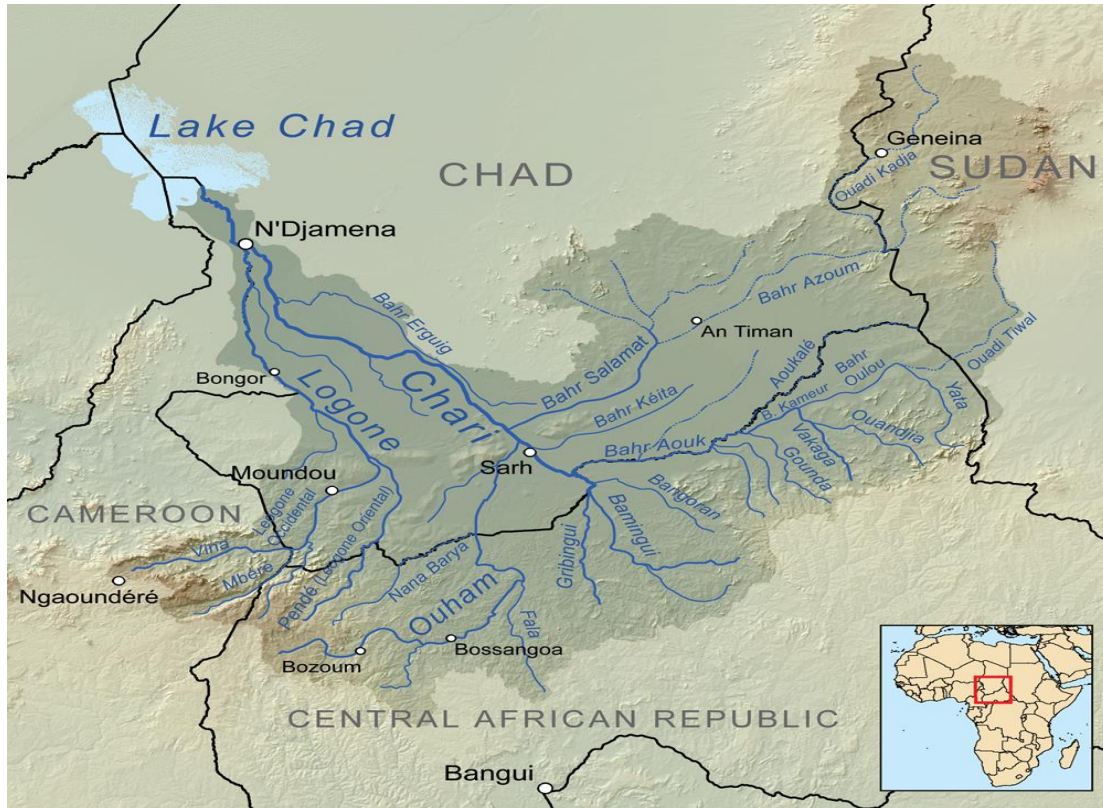 Lake Chad
CHAD
Geneina
SUDAN
Ouadi Kadja
N'Djamena
Bahr Azoum
Bahr Erguig
An Timan
Ouadi Tiwal
Aoukalé
Bahr
Oulou
Bongor
Logone
Chari
Bahr Salamat
Bahr Kéita
B. Kameur
Yata
Ouandjia
Vakaga
Gounda
Bahr Aouk
Sarh
Moundou
Bangoran
Bamingui
Gribingui
CAMEROON
Logone
Occidental
Pendé (Logone Oriental)
Vina
Mbéré
Nana Barya
Ngaoundéré
Ouham
Fafa
Bozoum
Bossangoa
CENTRAL AFRICAN REPUBLIC
Bangui